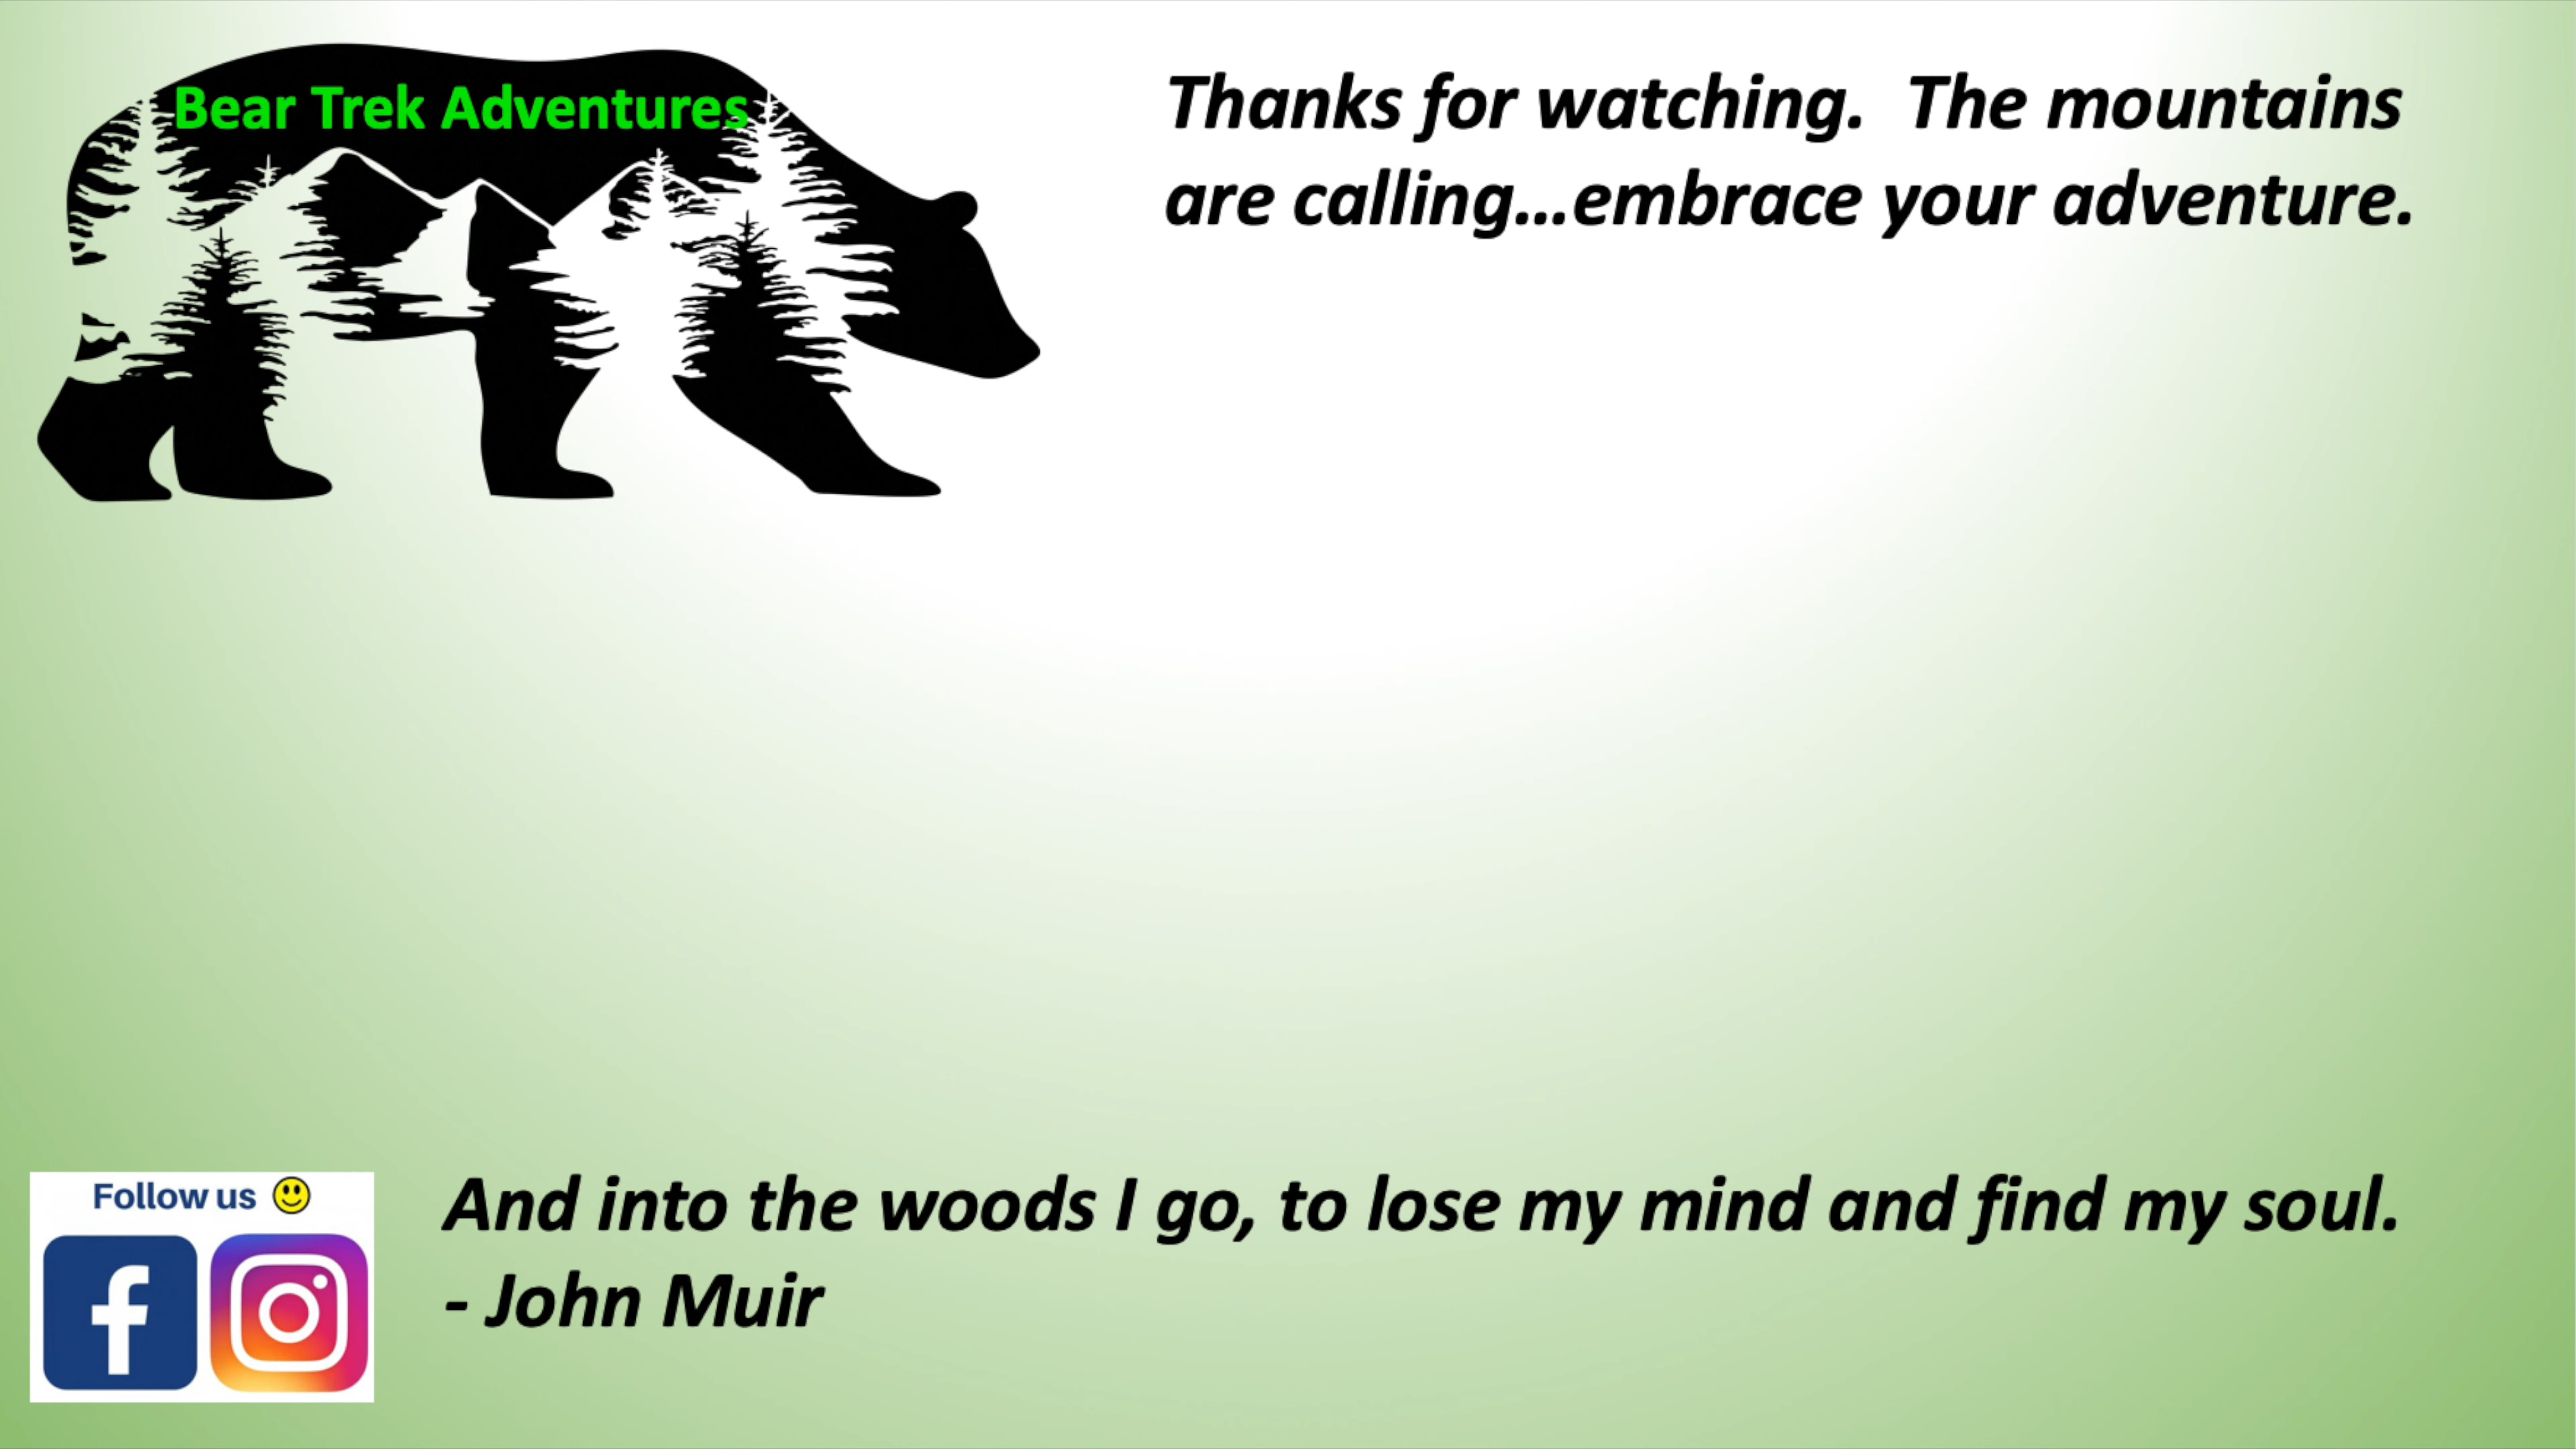 Bear Trek Adventures
Thanks for watching.  The mountains
are calling...embrace your adventure.
Follow us
And into the woods I go, to lose my mind and find my soul.
- John Muir